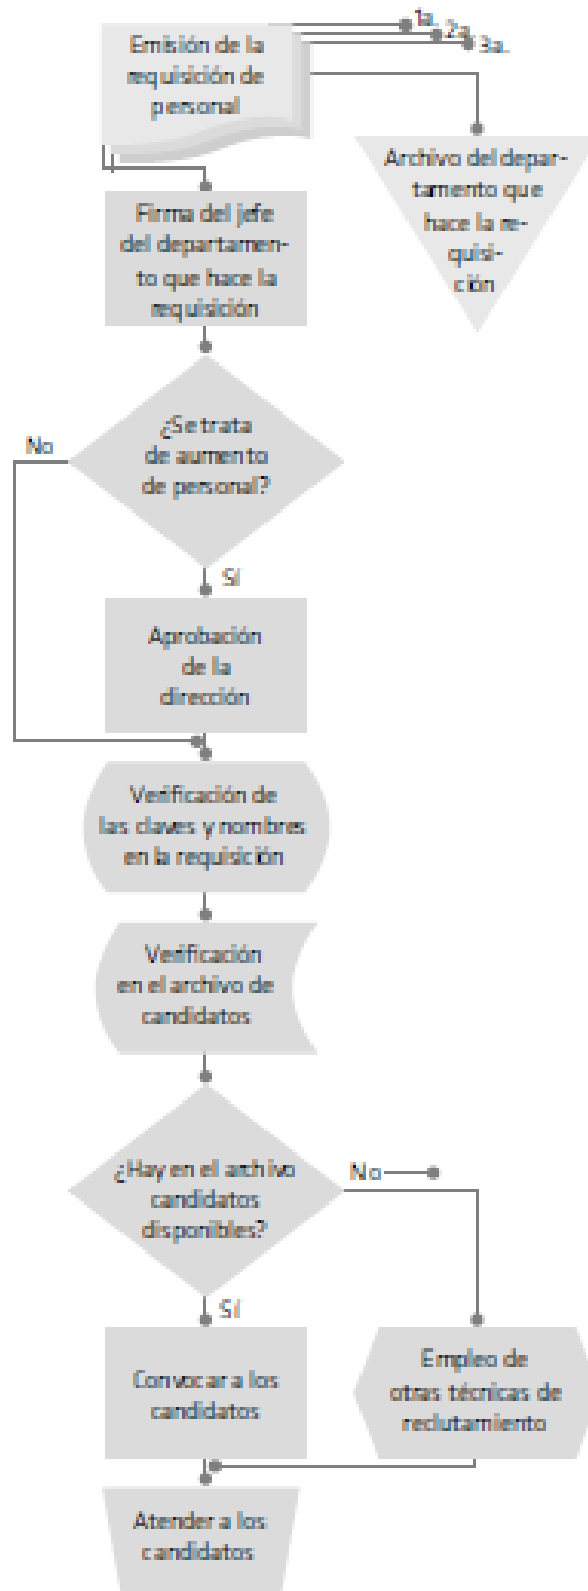 Emisión de la
requisición de
personal
1a.
2a.
3a.
Archivo del depar-
tamento que
hace la re-
quisi-
ción
Firma del jefe
del departamen-
to que hace la
requisición
¿Se trata
de aumento
de personal?
No
Sí
Aprobación
de la
dirección
Verificación de
las claves y nombres
en la requisición
Verificación
en el archivo de
candidatos
¿Hay en el archivo
candidatos
disponibles?
No
Sí
Convocar a los
candidatos
Empleo de
otras técnicas de
reclutamiento
Atender a los
candidatos